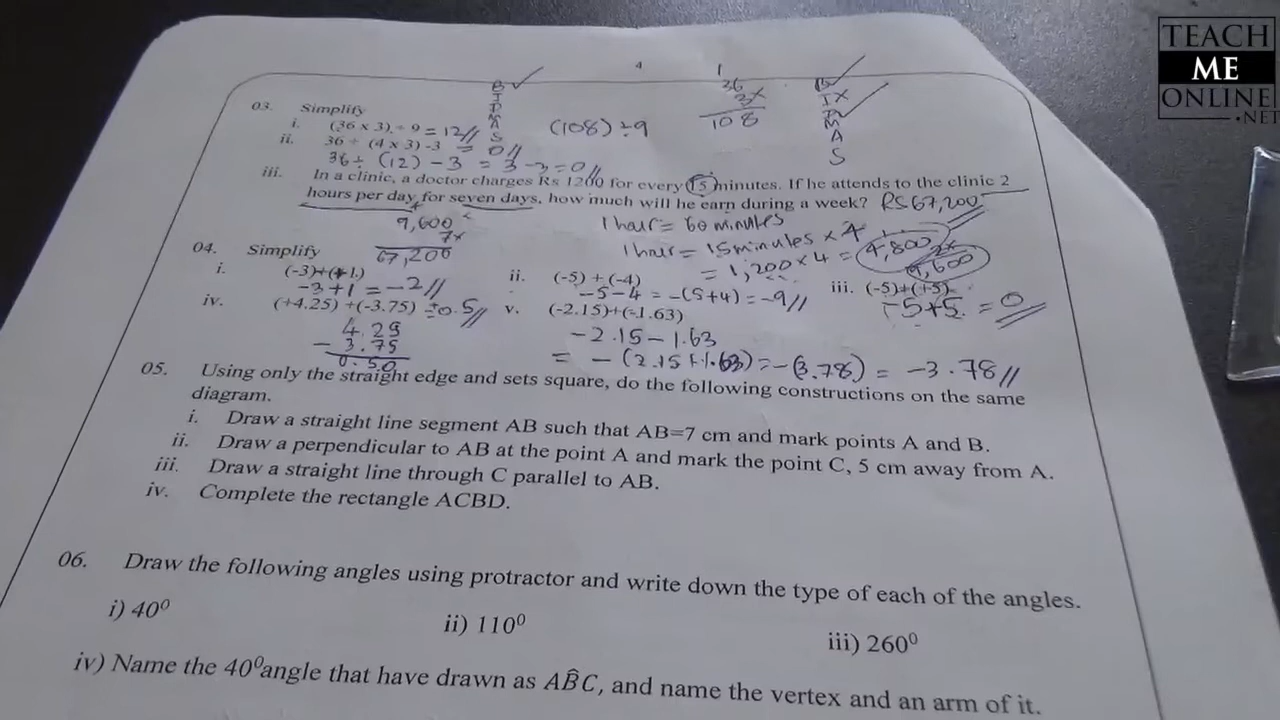 TEACH
ME
ONLINE
.NET
4
03. Simplify
i. (36 x 3) ÷ 9 = 12//
(108) ÷ 9
1
36
3x
108
B
I
D
M
A
S
B
I x
D
M
A
S
ii. 36 ÷ (4 x 3) -3 = 0//
36 ÷ (12) - 3 = 3 - 3 = 0//
iii. In a clinic, a doctor charges Rs 1200 for every 15 minutes. If he attends to the clinic 2
hours per day for seven days, how much will he earn during a week? RS 67,200
9,600
7x
67,200
1 hour = 60 minutes
1 hour = 15 minutes x 4
= 1,200 x 4 = 4,800
2x
9,600
04. Simplify
i. (-3)+(+1)
-3+1 = -2//
ii. (-5) + (-4)
-5-4 = -(5+4) = -9//
iii. (-5)+(+5)
-5+5 = 0
iv. (+4.25) +(-3.75) = 0.5//
4.25
- 3.75
0.50
v. (-2.15)+(-1.63)
-2.15-1.63
= -(2.15+1.63) = -(3.78) = -3.78//
05. Using only the straight edge and sets square, do the following constructions on the same
diagram.
i. Draw a straight line segment AB such that AB=7 cm and mark points A and B.
ii. Draw a perpendicular to AB at the point A and mark the point C, 5 cm away from A.
iii. Draw a straight line through C parallel to AB.
iv. Complete the rectangle ACBD.
06. Draw the following angles using protractor and write down the type of each of the angles.
i) 40⁰ ii) 110⁰ iii) 260⁰
iv) Name the 40⁰angle that have drawn as AB̂C, and name the vertex and an arm of it.